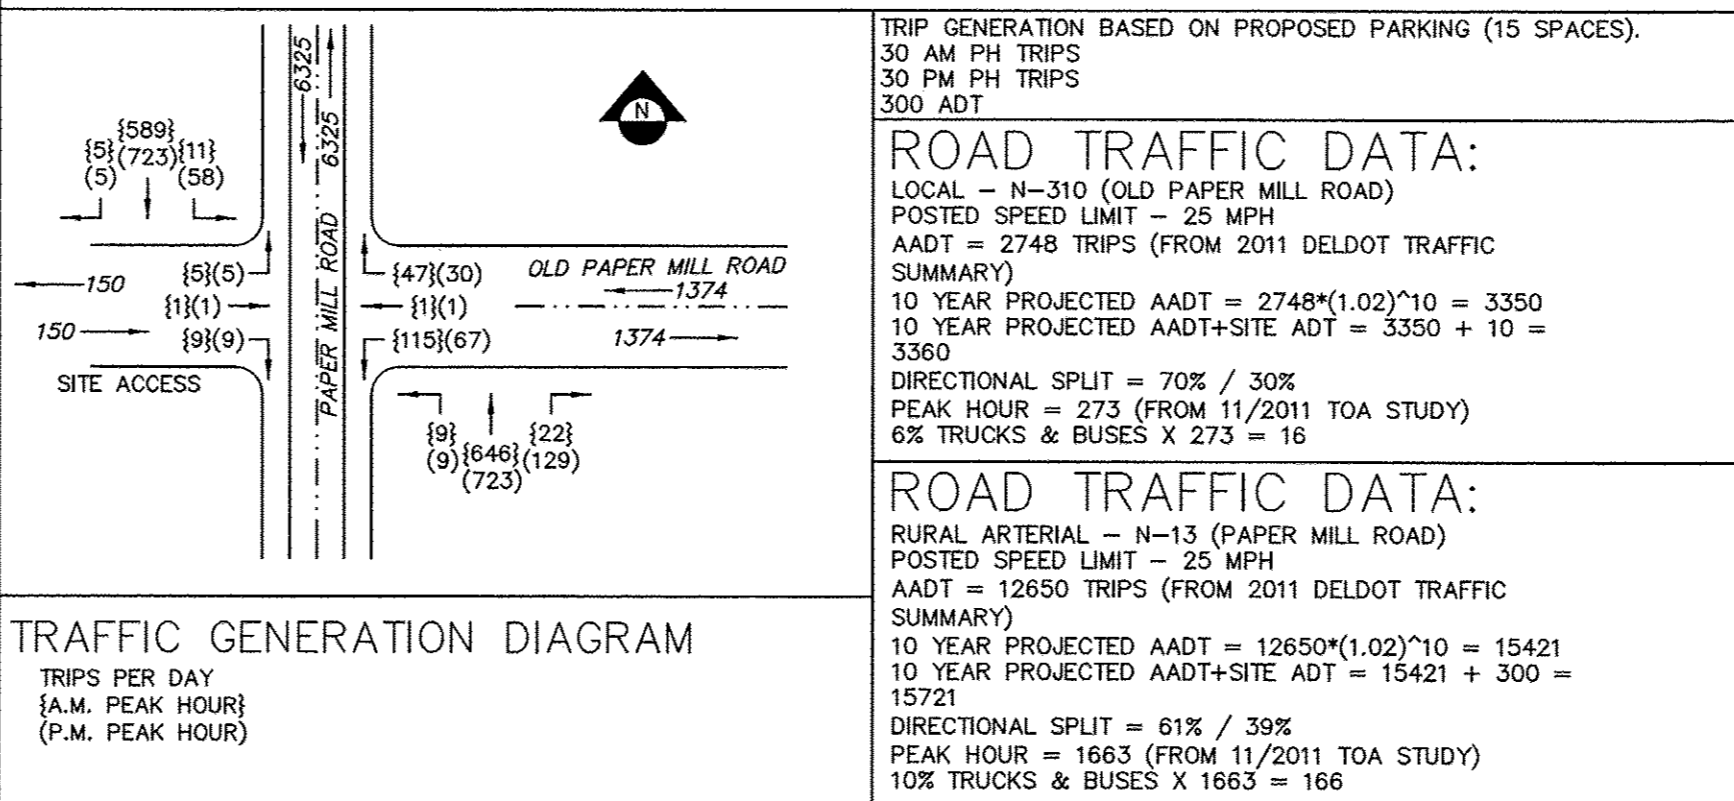 6325
6325
{589}
{5}(723){11}
(5) (58)
N
PAPER MILL ROAD
{5}(5)
{1}(1)
{9}(9)
{47}(30)
{1}(1)
{115}(67)
150
150
SITE ACCESS
OLD PAPER MILL ROAD
1374
1374
{9} {22}
(9){646}(129)
(723)
TRAFFIC GENERATION DIAGRAM
TRIPS PER DAY
{A.M. PEAK HOUR}
(P.M. PEAK HOUR)
TRIP GENERATION BASED ON PROPOSED PARKING (15 SPACES).
30 AM PH TRIPS
30 PM PH TRIPS
300 ADT
ROAD TRAFFIC DATA:
LOCAL - N-310 (OLD PAPER MILL ROAD)
POSTED SPEED LIMIT - 25 MPH
AADT = 2748 TRIPS (FROM 2011 DELDOT TRAFFIC
SUMMARY)
10 YEAR PROJECTED AADT = 2748*(1.02)^10 = 3350
10 YEAR PROJECTED AADT+SITE ADT = 3350 + 10 =
3360
DIRECTIONAL SPLIT = 70% / 30%
PEAK HOUR = 273 (FROM 11/2011 TOA STUDY)
6% TRUCKS & BUSES X 273 = 16
ROAD TRAFFIC DATA:
RURAL ARTERIAL - N-13 (PAPER MILL ROAD)
POSTED SPEED LIMIT - 25 MPH
AADT = 12650 TRIPS (FROM 2011 DELDOT TRAFFIC
SUMMARY)
10 YEAR PROJECTED AADT = 12650*(1.02)^10 = 15421
10 YEAR PROJECTED AADT+SITE ADT = 15421 + 300 =
15721
DIRECTIONAL SPLIT = 61% / 39%
PEAK HOUR = 1663 (FROM 11/2011 TOA STUDY)
10% TRUCKS & BUSES X 1663 = 166